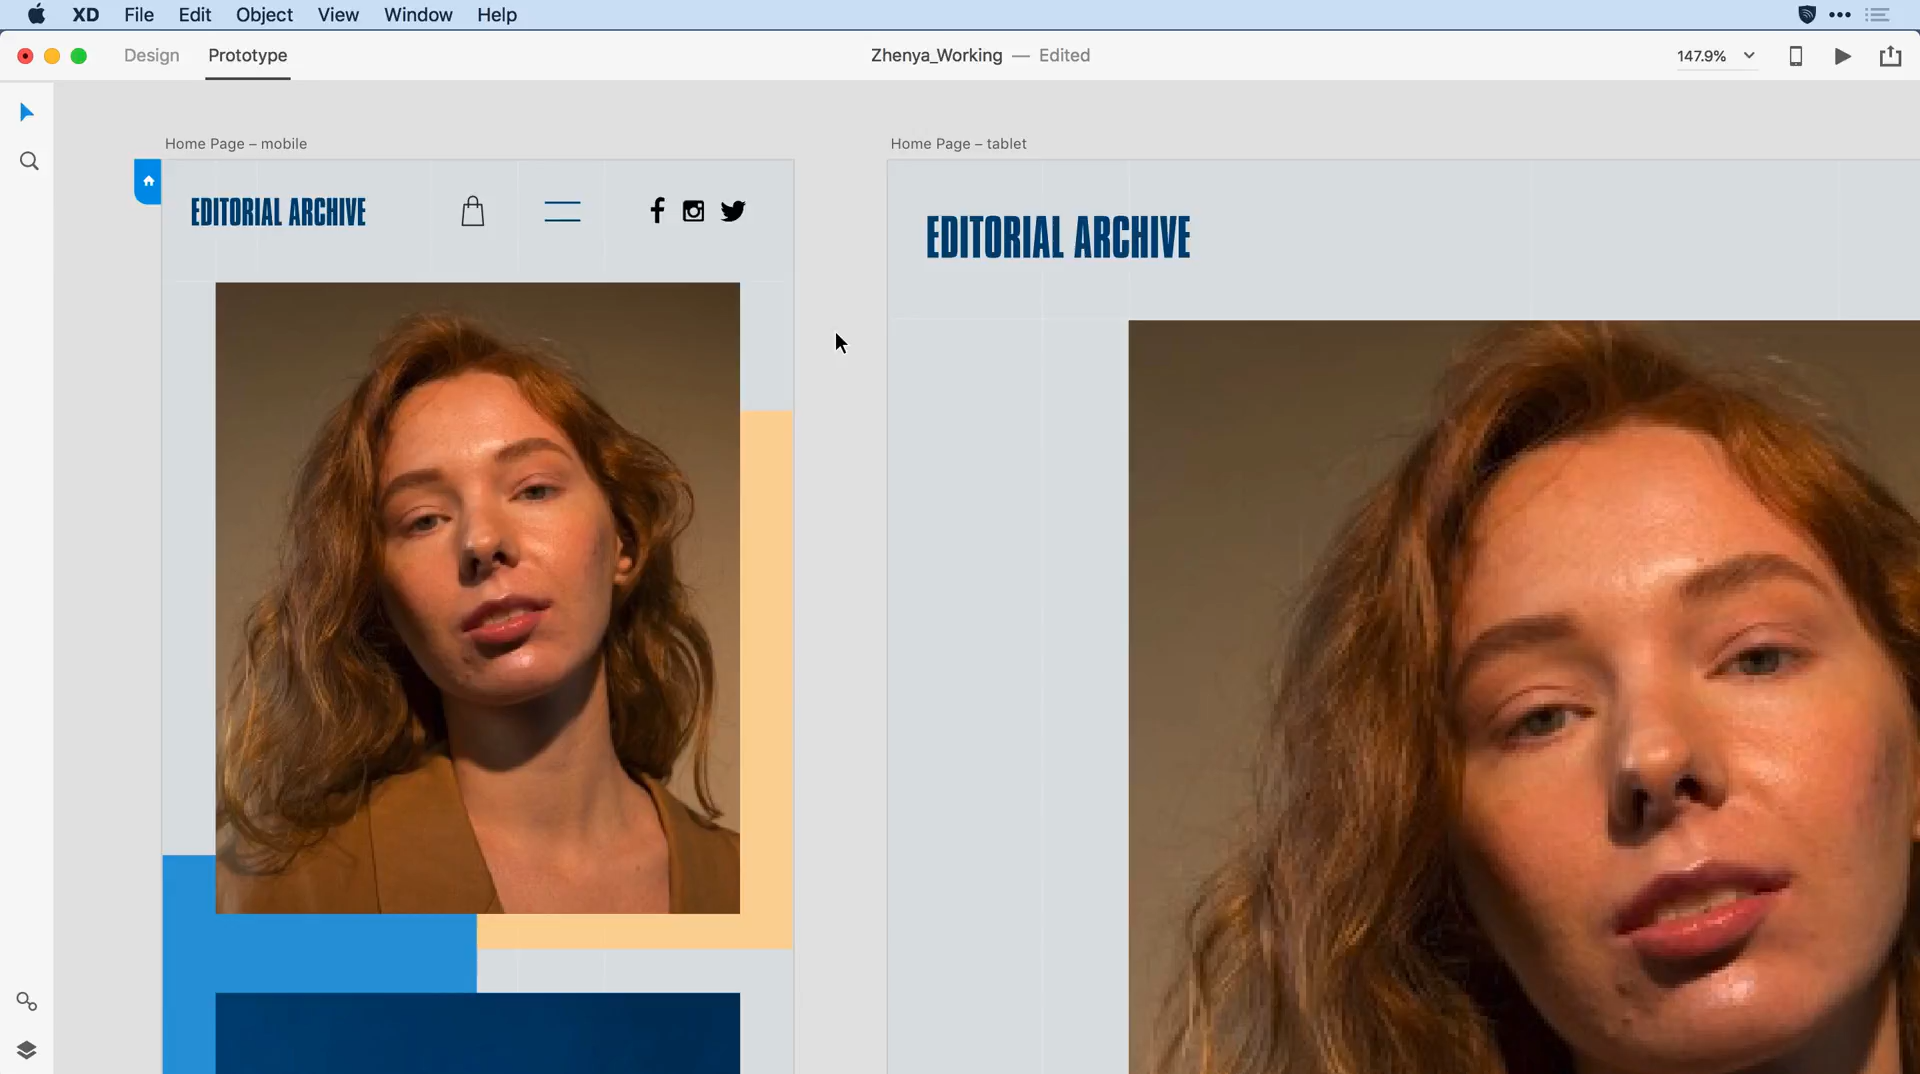 XD File Edit Object View Window Help
Design Prototype Zhenya_Working — Edited 147.9%
Home Page – mobile Home Page – tablet
EDITORIAL ARCHIVE
EDITORIAL ARCHIVE